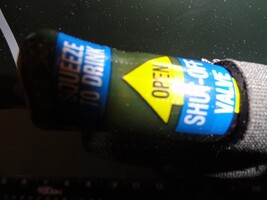 SQUEEZE
TO DRINK
OPEN
SHUT-OFF
VALVE